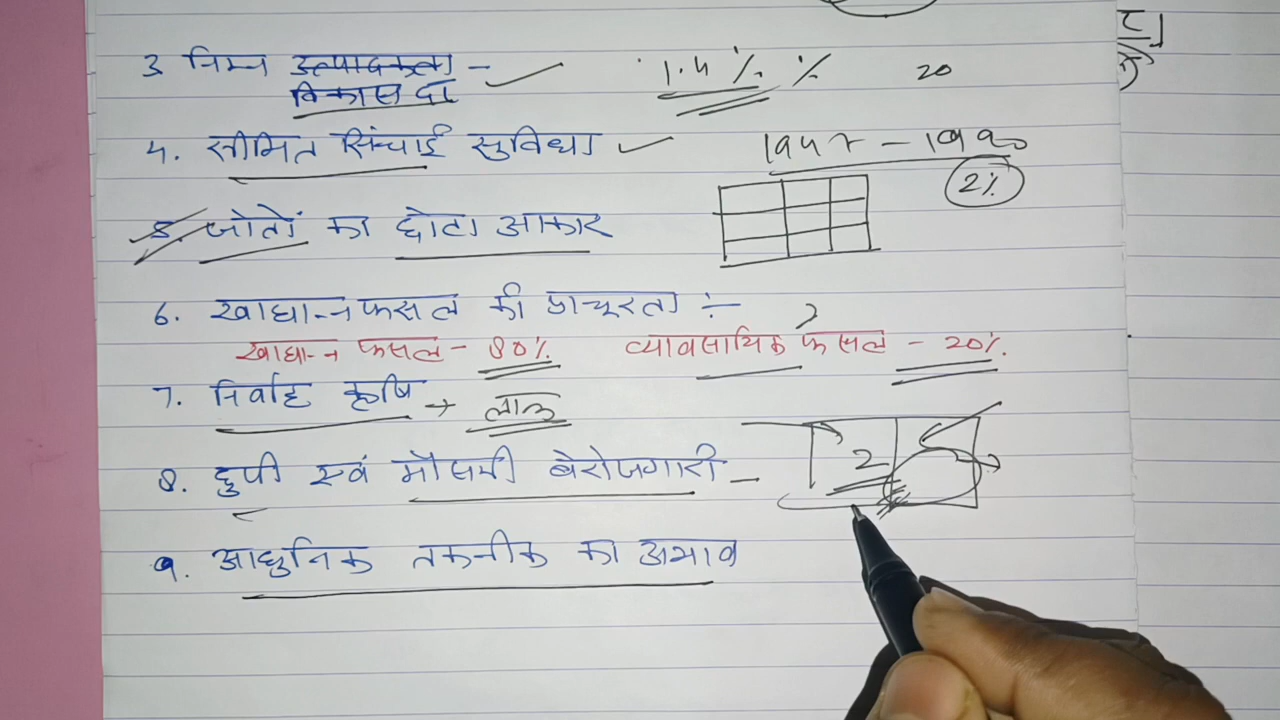 3. निम्न उत्पादकता -
विकास दर
1.4 % % 20
4. सीमित सिंचाई सुविधा
1947 - 1990
2%
5. जोतों का छोटा आकार
6. खाधान्न फसल की प्राचूरता :-
खाधान्न फसल - 80% व्यावसायिक फसल - 20%.
7. निर्वाह कृषि → लाभ
8. छुपी एवं मौसमी बेरोजगारी -
2
9. आधुनिक तकनीक का अभाव